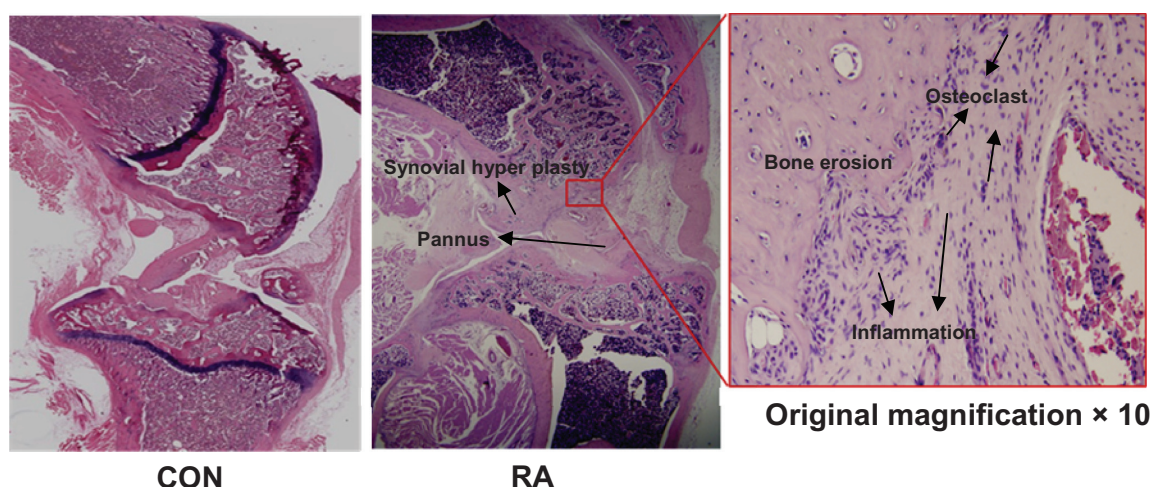 Synovial hyper plasty
Pannus
Osteoclast
Bone erosion
Inflammation
Original magnification × 10
CON
RA